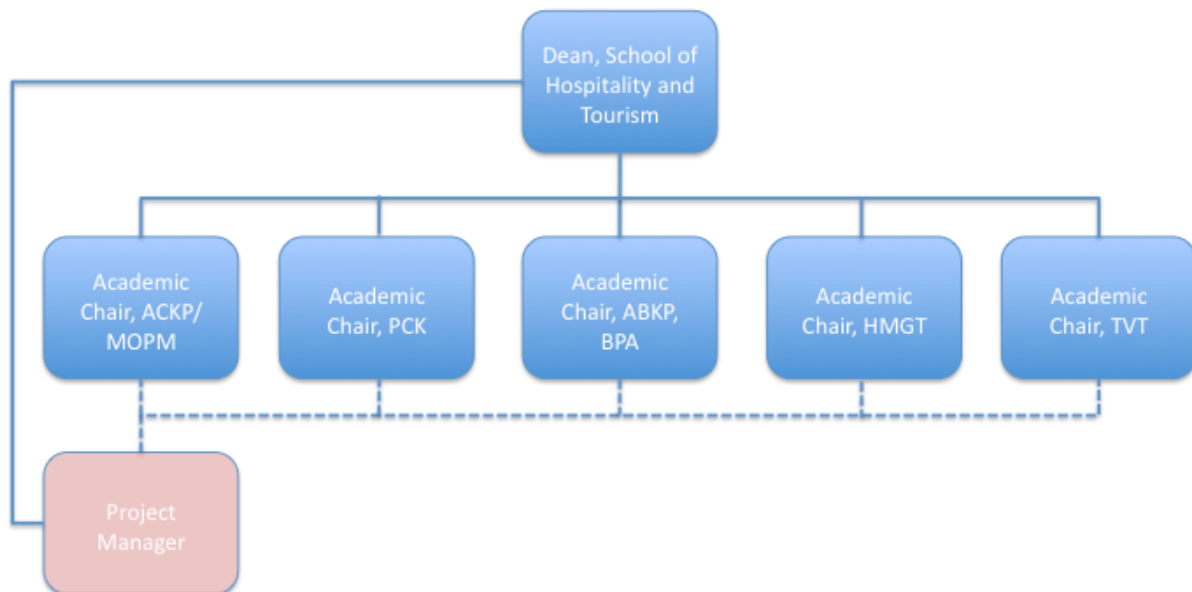 Dean, School of
Hospitality and
Tourism
Academic
Chair, ACKP/
MOPM
Academic
Chair, PCK
Academic
Chair, ABKP,
BPA
Academic
Chair, HMGT
Academic
Chair, TVT
Project
Manager